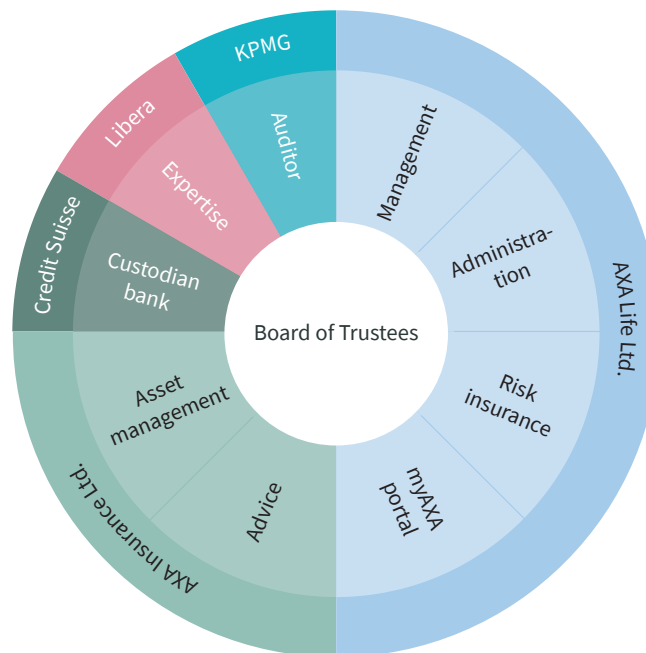 KPMG
Libera
Credit Suisse
AXA Insurance Ltd.
AXA Life Ltd.
Auditor
Expertise
Custodian
bank
Asset
management
Advice
Management
Administra-
tion
Risk
insurance
myAXA
portal
Board of Trustees